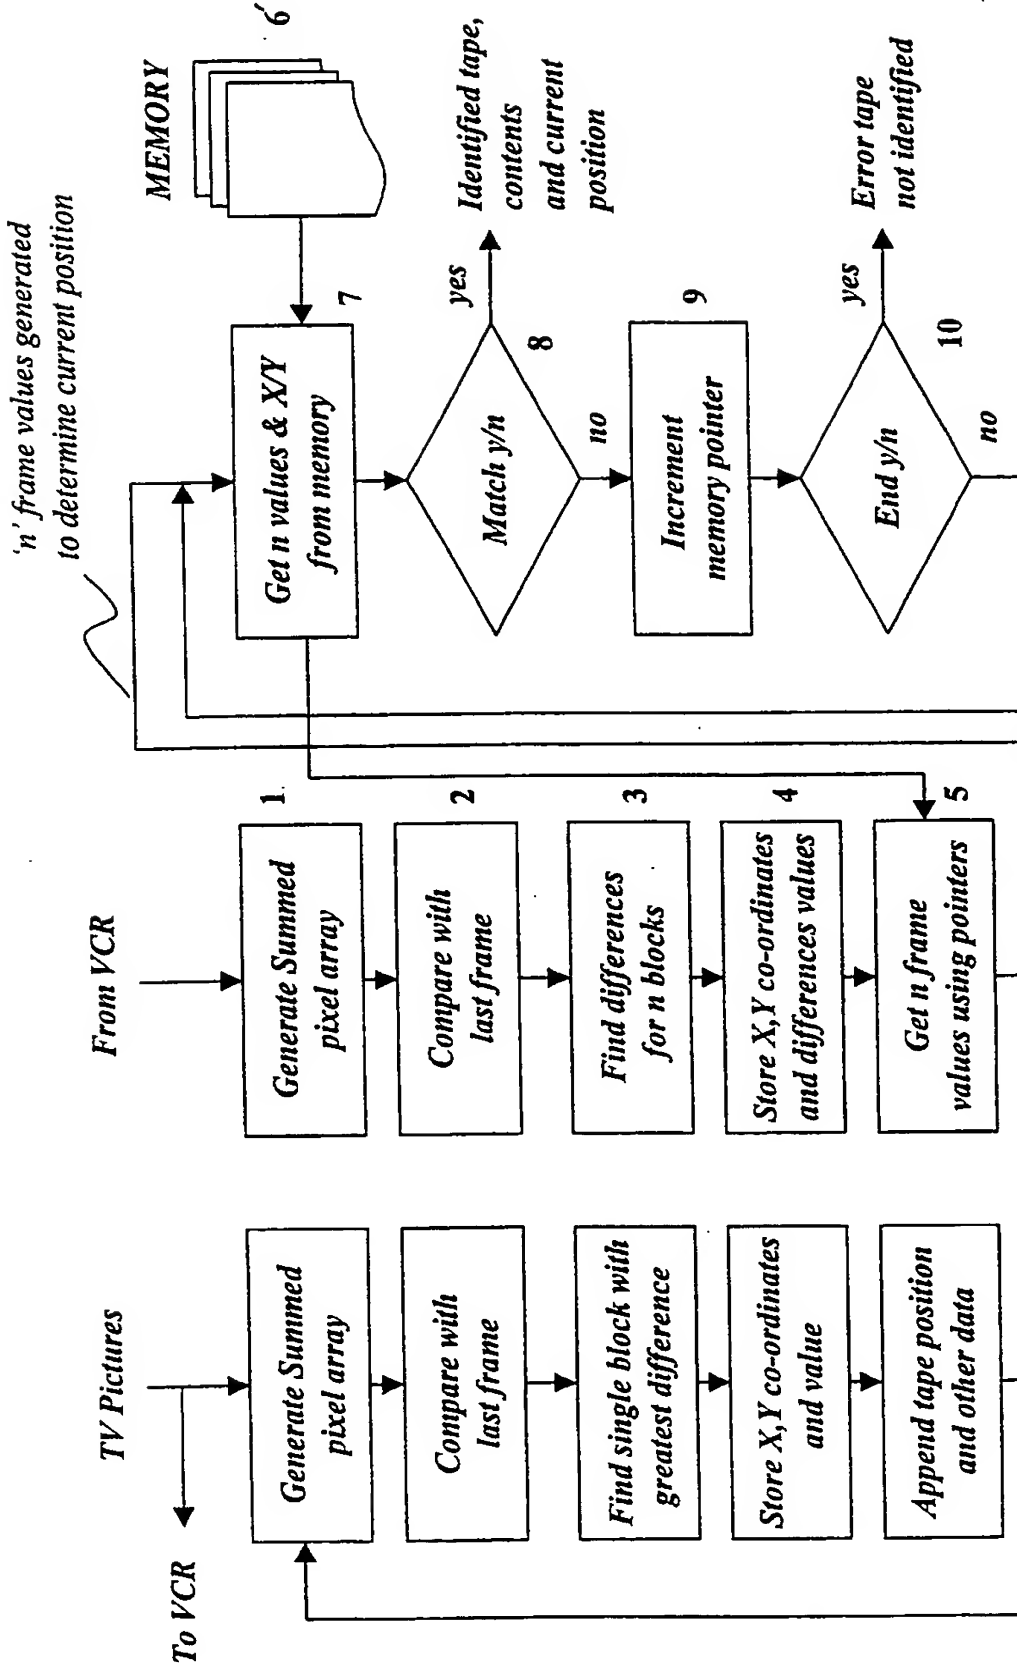 TV Pictures
To VCR
Generate Summed
pixel array
Compare with
last frame
Find single block with
greatest difference
Store X,Y co-ordinates
and value
Append tape position
and other data
From VCR
Generate Summed
pixel array
1
Compare with
last frame
2
Find differences
for n blocks
3
Store X,Y co-ordinates
and differences values
4
Get n frame
values using pointers
5
'n' frame values generated
to determine current position
MEMORY
6
Get n values & X/Y
from memory
7
Match y/n
8
yes
Identified tape,
contents
and current
position
no
Increment
memory pointer
9
End y/n
10
yes
Error tape
not identified
no